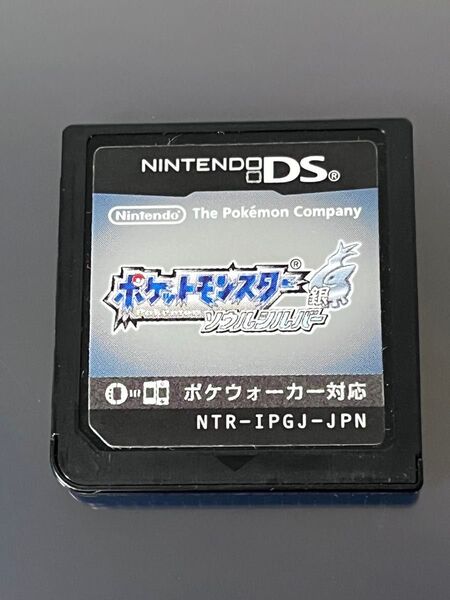 NINTENDO DS®
Nintendo® The Pokémon Company
ポケットモンスター®
銀
ソウルシルバー
ポケウォーカー対応
NTR-IPGJ-JPN